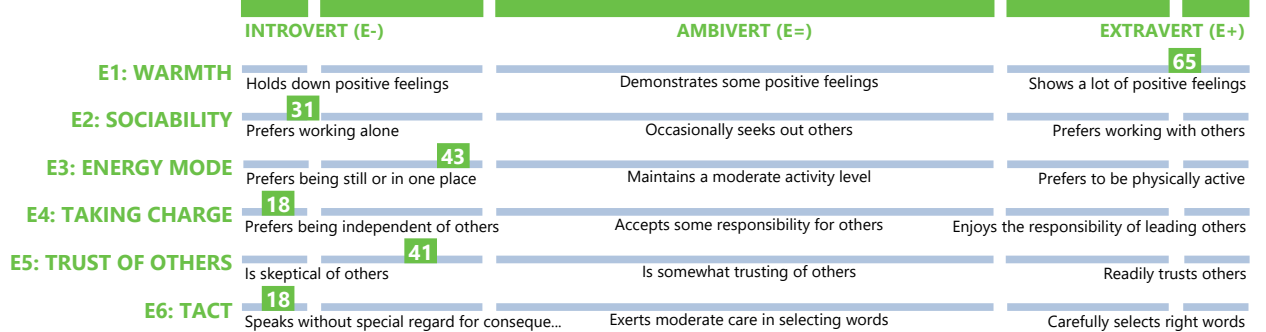 INTROVERT (E-) AMBIVERT (E=) EXTRAVERT (E+)
E1: WARMTH 65
Holds down positive feelings Demonstrates some positive feelings Shows a lot of positive feelings
E2: SOCIABILITY 31
Prefers working alone Occasionally seeks out others Prefers working with others
E3: ENERGY MODE 43
Prefers being still or in one place Maintains a moderate activity level Prefers to be physically active
E4: TAKING CHARGE 18
Prefers being independent of others Accepts some responsibility for others Enjoys the responsibility of leading others
E5: TRUST OF OTHERS 41
Is skeptical of others Is somewhat trusting of others Readily trusts others
E6: TACT 18
Speaks without special regard for conseque... Exerts moderate care in selecting words Carefully selects right words